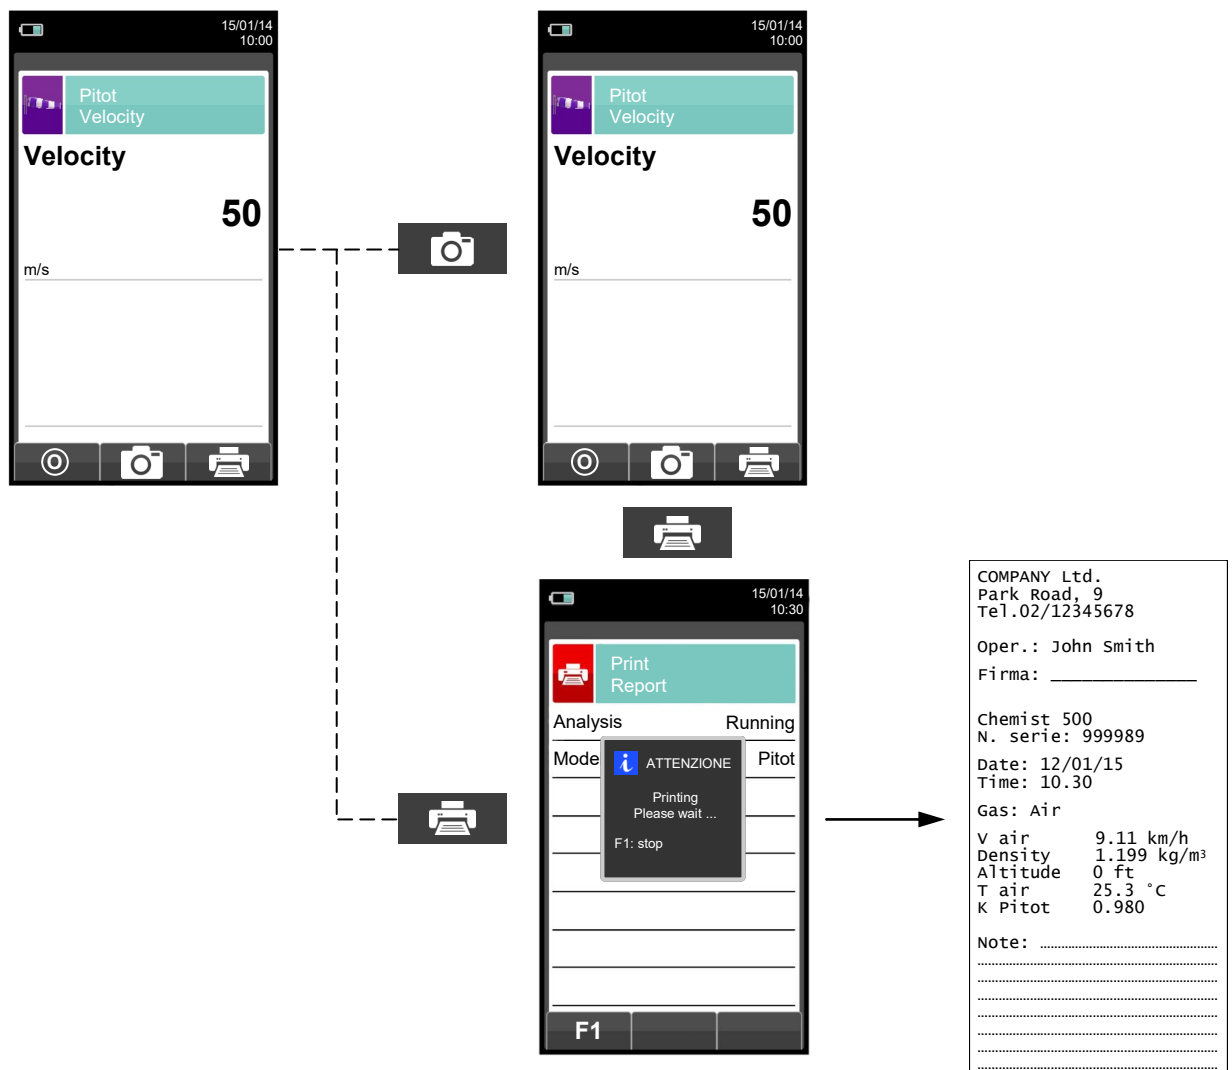 15/01/14
10:00
Pitot
Velocity
Velocity
50
m/s
15/01/14
10:00
Pitot
Velocity
Velocity
50
m/s
15/01/14
10:30
Print
Report
Analysis Running
Mode Pitot
i ATTENZIONE
Printing
Please wait ...
F1: stop
F1
COMPANY Ltd.
Park Road, 9
Tel.02/12345678
Oper.: John Smith
Firma: ______________
Chemist 500
N. serie: 999989
Date: 12/01/15
Time: 10.30
Gas: Air
V air 9.11 km/h
Density 1.199 kg/m³
Altitude 0 ft
T air 25.3 °C
K Pitot 0.980
Note: ..................................................